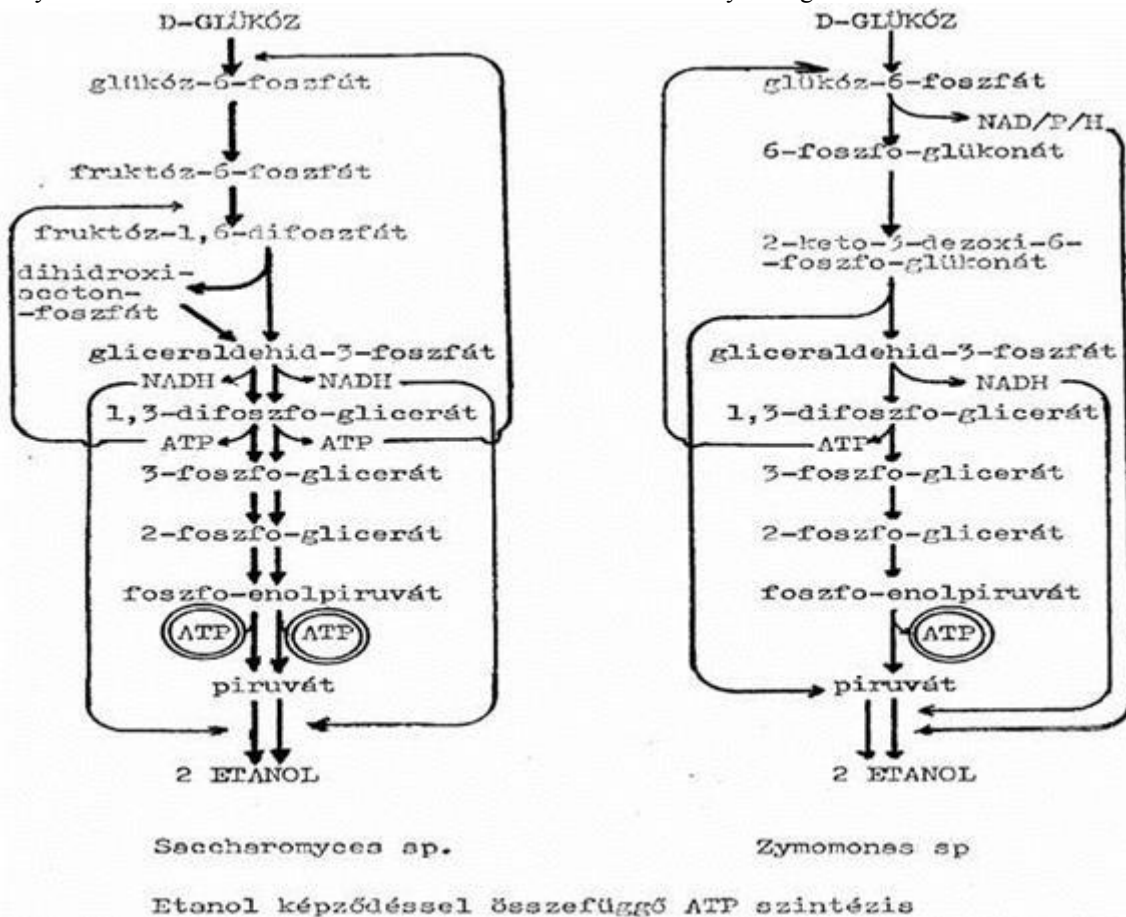 D-GLÜKÓZ
glükóz-6-foszfát
fruktóz-6-foszfát
fruktóz-1,6-difoszfát
dihidroxi-
aceton-
-foszfát
gliceraldehid-3-foszfát
NADH NADH
1,3-difoszfo-glicerát
ATP ATP
3-foszfo-glicerát
2-foszfo-glicerát
foszfo-enolpiruvát
ATP ATP
piruvát
2 ETANOL
Saccharomyces sp.
D-GLÜKÓZ
glükóz-6-foszfát
NAD/P/H
6-foszfo-glükonát
2-keto-3-dezoxi-6-
-foszfo-glükonát
gliceraldehid-3-foszfát
NADH
1,3-difoszfo-glicerát
ATP
3-foszfo-glicerát
2-foszfo-glicerát
foszfo-enolpiruvát
ATP
piruvát
2 ETANOL
Zymomonas sp
Etanol képződéssel összefüggő ATP szintézis